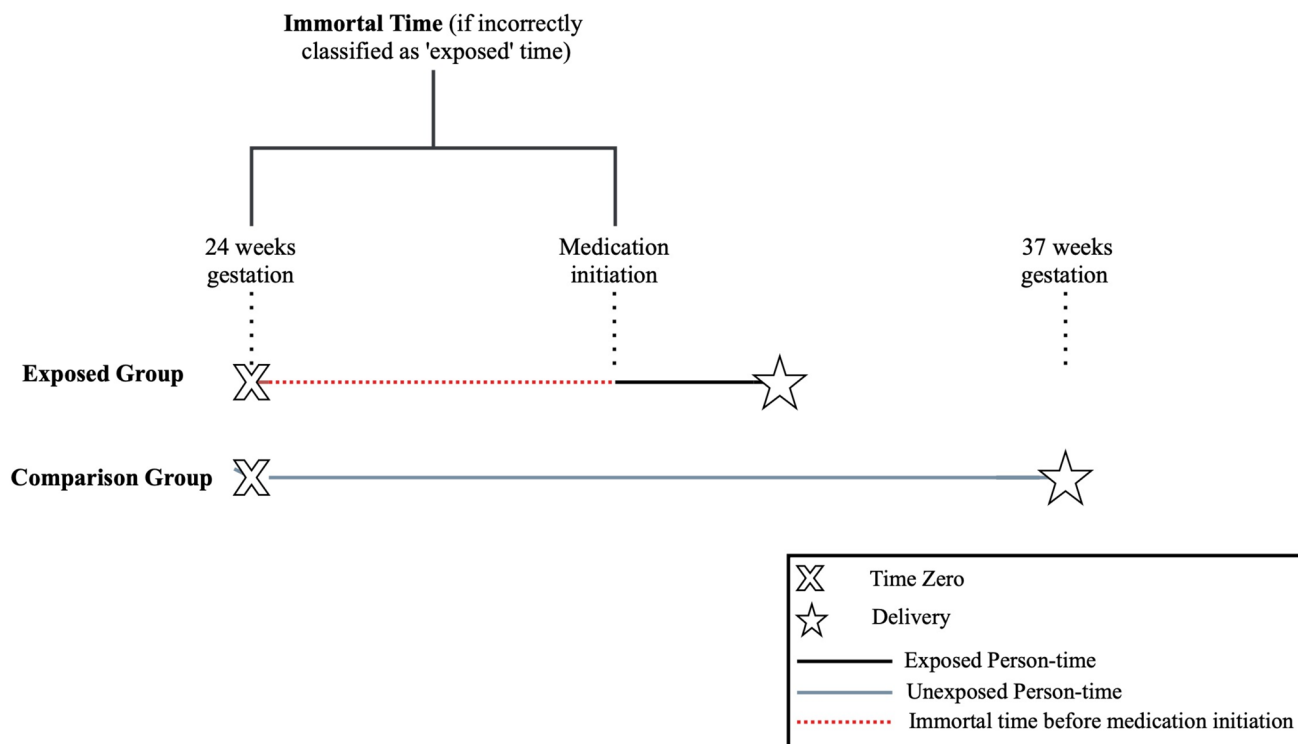 Immortal Time (if incorrectly
classified as 'exposed' time)
24 weeks
gestation
Medication
initiation
37 weeks
gestation
Exposed Group
Comparison Group
Time Zero
Delivery
Exposed Person-time
Unexposed Person-time
Immortal time before medication initiation